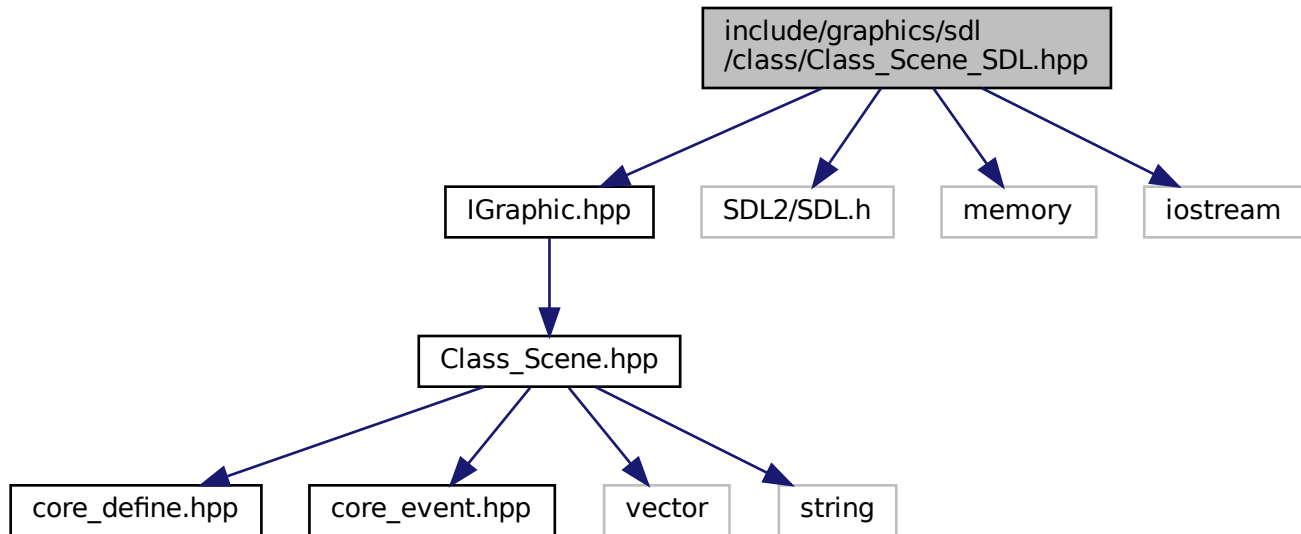 include/graphics/sdl
/class/Class_Scene_SDL.hpp
IGraphic.hpp
SDL2/SDL.h
memory
iostream
Class_Scene.hpp
core_define.hpp
core_event.hpp
vector
string